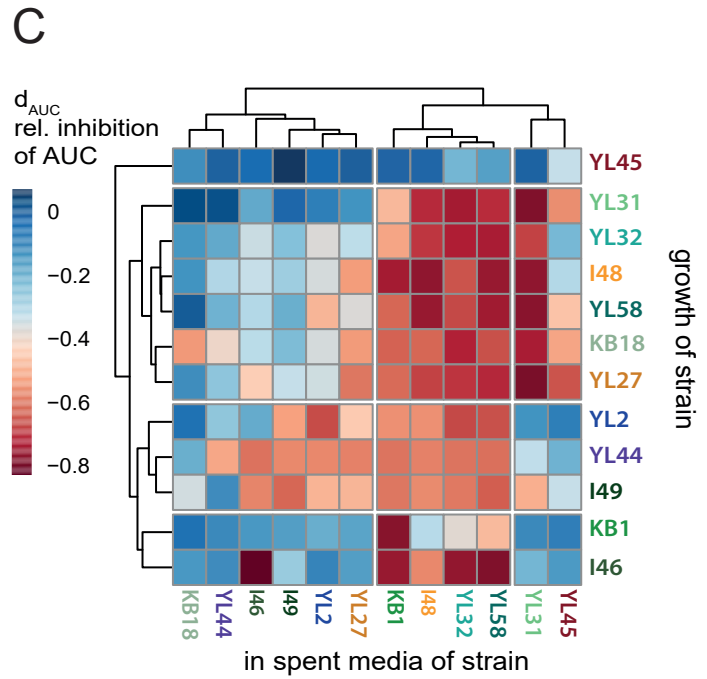 C
dAUC
rel. inhibition
of AUC
0
−0.2
−0.4
−0.6
−0.8
YL45
YL31
YL32
I48
YL58
KB18
YL27
YL2
YL44
I49
KB1
I46
growth of strain
KB18
YL44
I46
I49
YL2
YL27
KB1
I48
YL32
YL58
YL31
YL45
in spent media of strain